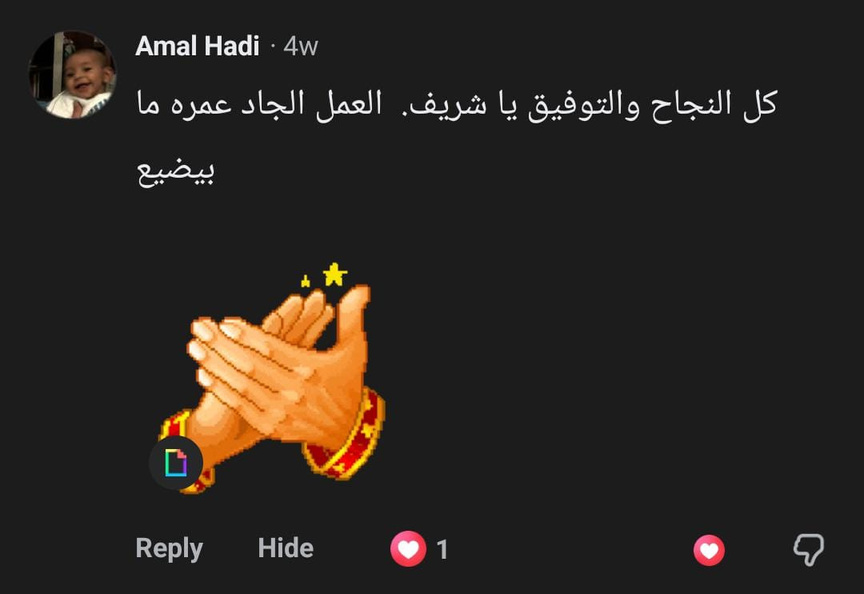 Amal Hadi · 4w
كل النجاح والتوفيق يا شريف. العمل الجاد عمره ما
بيضيع
Reply Hide 1